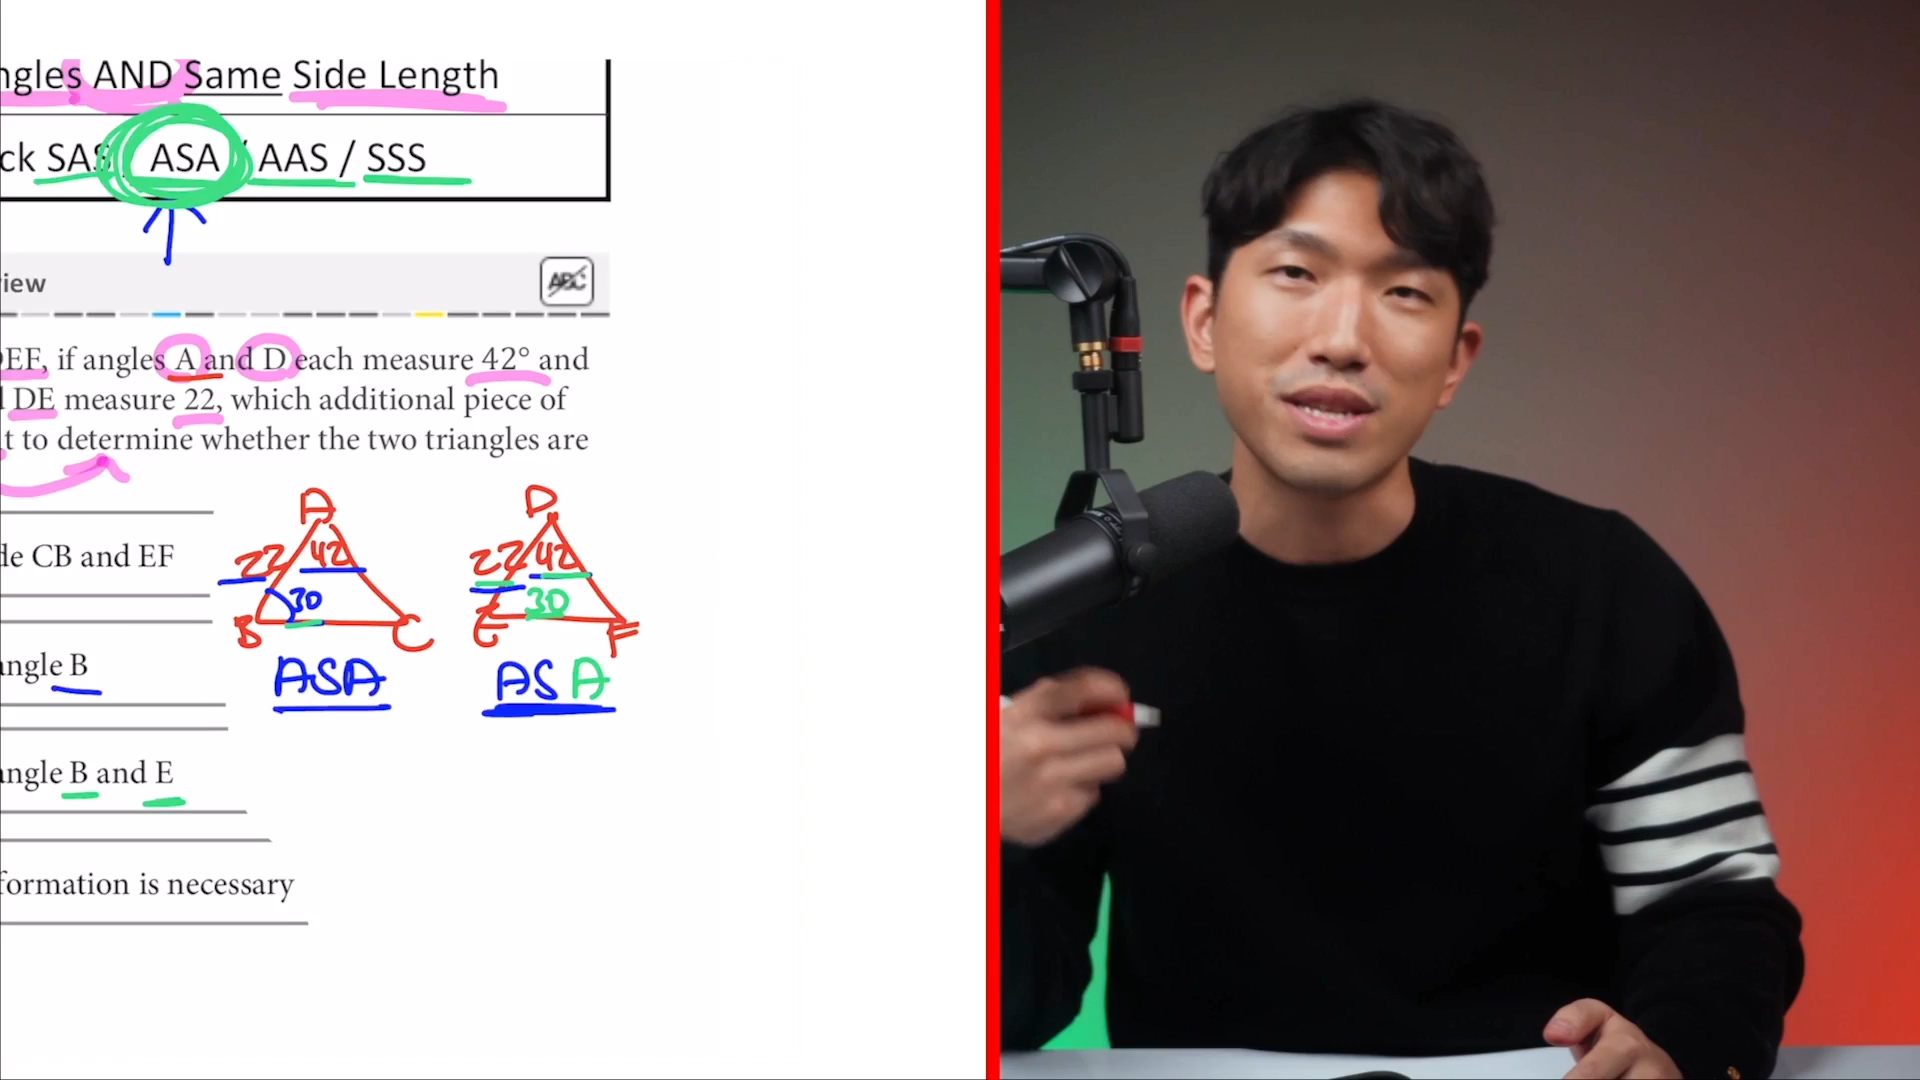 ngles AND Same Side Length
ck SAS / ASA / AAS / SSS
iew
ABC
DEF, if angles A and D each measure 42° and
DE measure 22, which additional piece of
t to determine whether the two triangles are
A
D
de CB and EF
22 42
22 42
30
30
B C
E F
angle B
ASA
ASA
angle B and E
formation is necessary